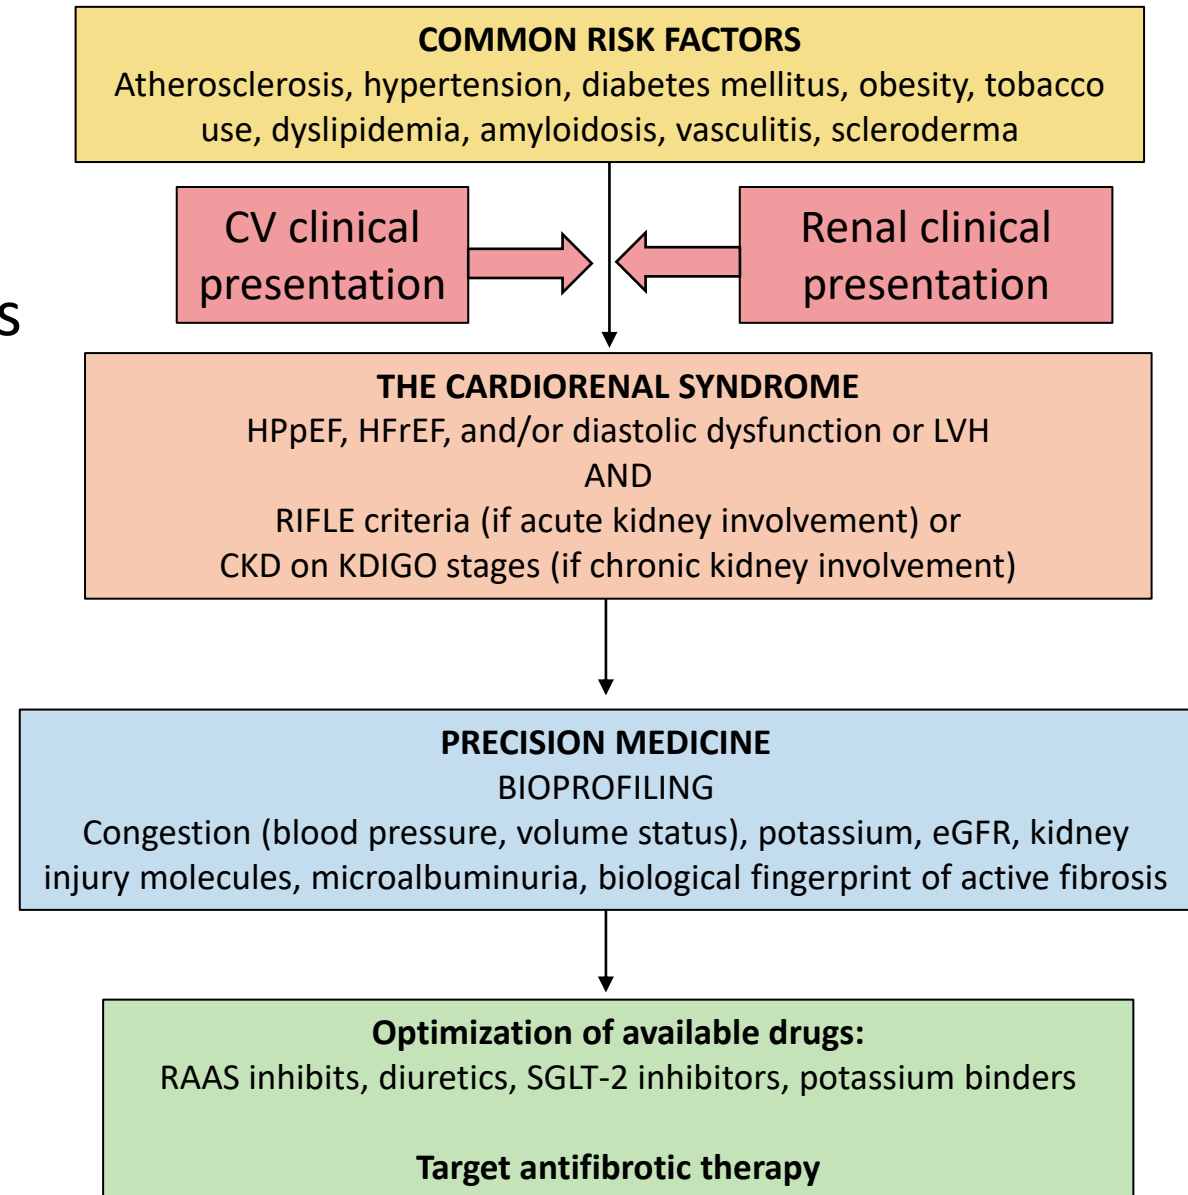 COMMON RISK FACTORS
Atherosclerosis, hypertension, diabetes mellitus, obesity, tobacco
use, dyslipidemia, amyloidosis, vasculitis, scleroderma
CV clinical
presentation
Renal clinical
presentation
s
THE CARDIORENAL SYNDROME
HPpEF, HFrEF, and/or diastolic dysfunction or LVH
AND
RIFLE criteria (if acute kidney involvement) or
CKD on KDIGO stages (if chronic kidney involvement)
PRECISION MEDICINE
BIOPROFILING
Congestion (blood pressure, volume status), potassium, eGFR, kidney
injury molecules, microalbuminuria, biological fingerprint of active fibrosis
Optimization of available drugs:
RAAS inhibits, diuretics, SGLT-2 inhibitors, potassium binders
Target antifibrotic therapy